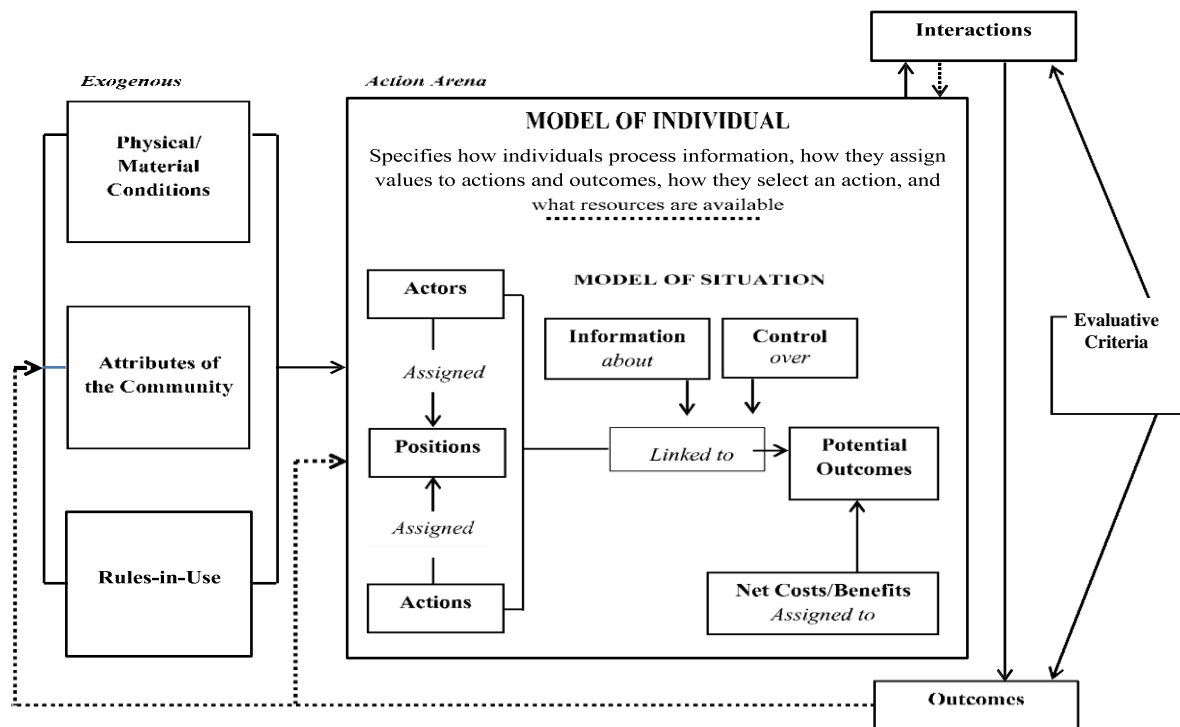 Interactions
Exogenous
Action Arena
Physical/
Material
Conditions
Attributes of
the Community
Rules-in-Use
MODEL OF INDIVIDUAL
Specifies how individuals process information, how they assign
values to actions and outcomes, how they select an action, and
what resources are available
MODEL OF SITUATION
Actors
Assigned
Positions
Assigned
Actions
Information
about
Control
over
Linked to
Potential
Outcomes
Net Costs/Benefits
Assigned to
Evaluative
Criteria
Outcomes